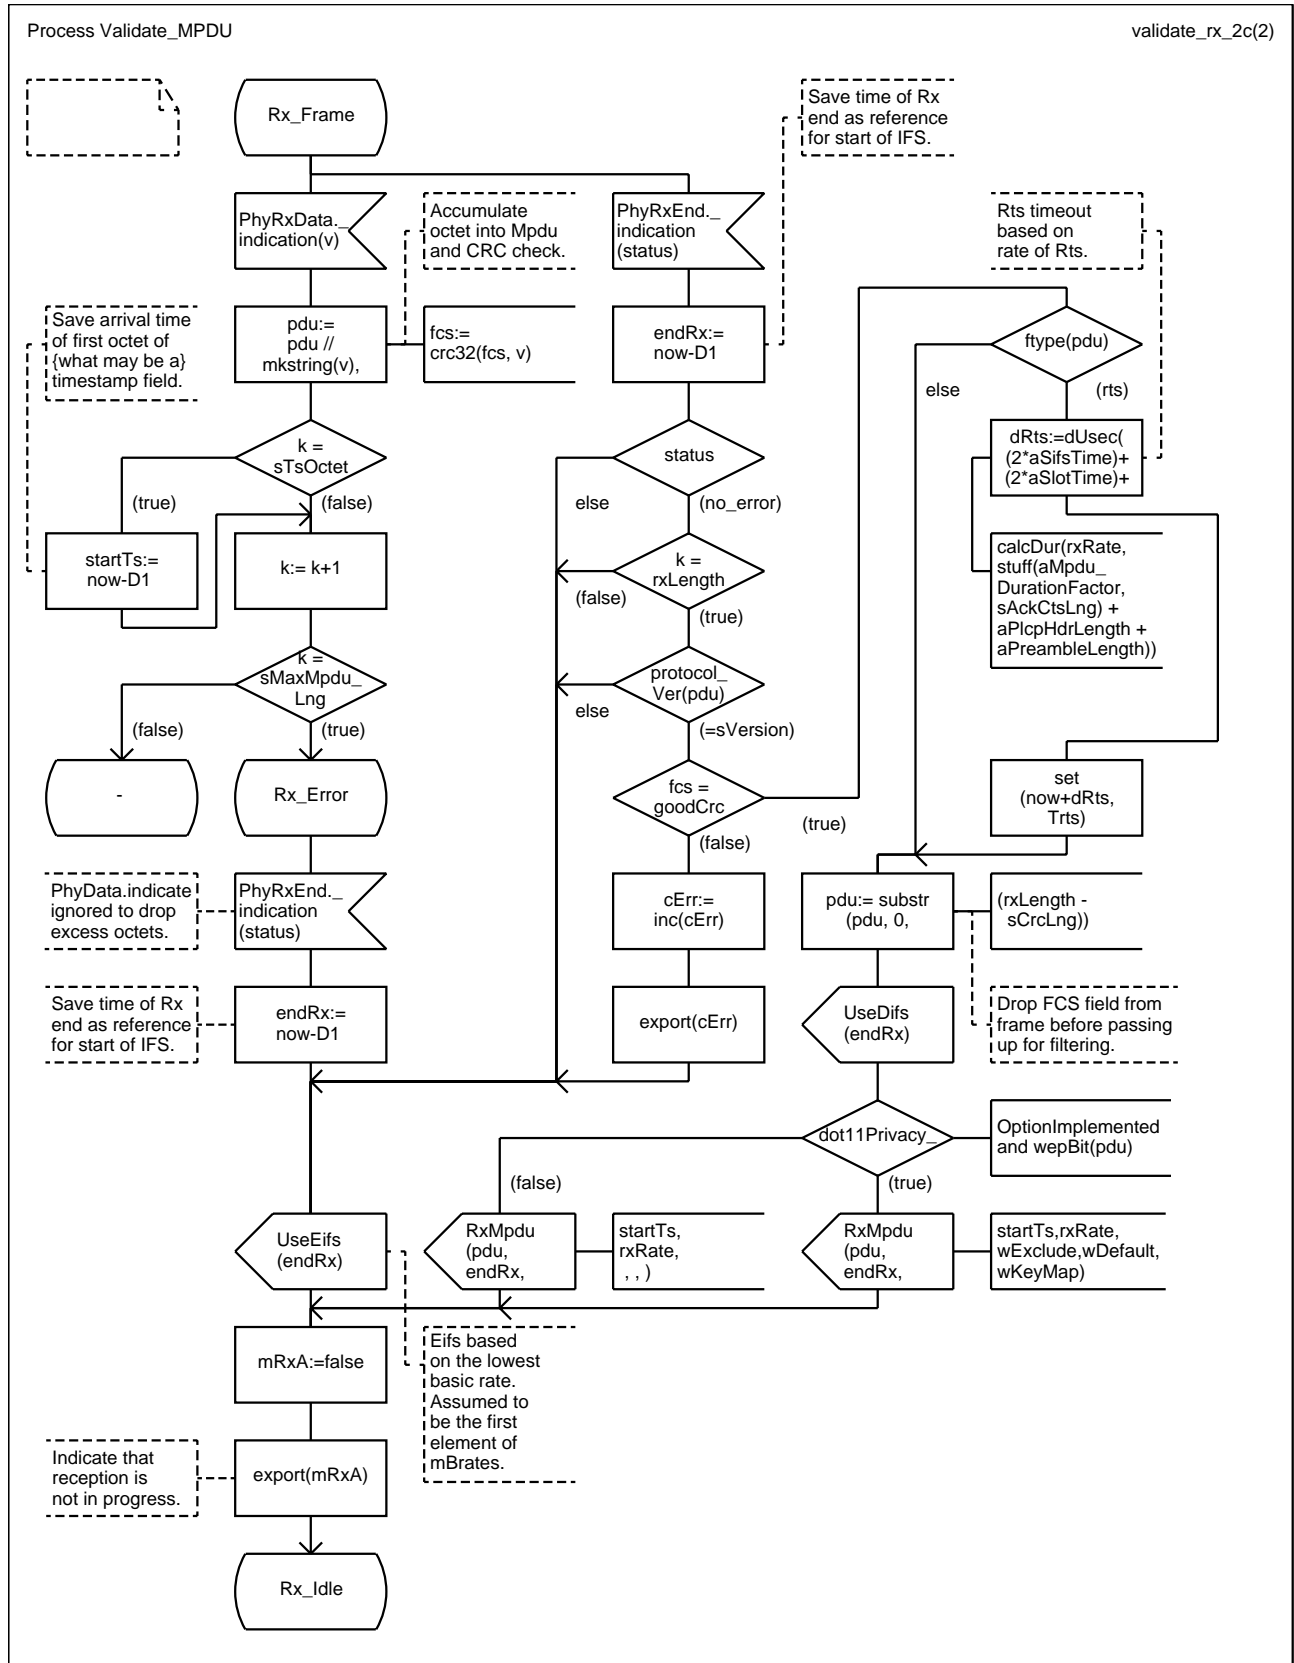 Process Validate_MPDU
validate_rx_2c(2)
Rx_Frame
Save time of Rx
end as reference
for start of IFS.
PhyRxData._
indication(v)
Accumulate
octet into Mpdu
and CRC check.
PhyRxEnd._
indication
(status)
Rts timeout
based on
rate of Rts.
Save arrival time
of first octet of
{what may be a}
timestamp field.
pdu:=
pdu //
mkstring(v),
fcs:=
crc32(fcs, v)
endRx:=
now-D1
ftype(pdu)
else
(rts)
k =
sTsOctet
(true)
(false)
status
else
(no_error)
dRts:=dUsec(
(2*aSifsTime)+
(2*aSlotTime)+
startTs:=
now-D1
k:= k+1
k =
rxLength
(false)
(true)
calcDur(rxRate,
stuff(aMpdu_
DurationFactor,
sAckCtsLng) +
aPlcpHdrLength +
aPreambleLength))
k =
sMaxMpdu_
Lng
(false)
(true)
protocol_
Ver(pdu)
else
(=sVersion)
-
Rx_Error
fcs =
goodCrc
(true)
(false)
set
(now+dRts,
Trts)
PhyData.indicate
ignored to drop
excess octets.
PhyRxEnd._
indication
(status)
cErr:=
inc(cErr)
pdu:= substr
(pdu, 0,
(rxLength -
sCrcLng))
Save time of Rx
end as reference
for start of IFS.
endRx:=
now-D1
export(cErr)
UseDifs
(endRx)
Drop FCS field from
frame before passing
up for filtering.
dot11Privacy_
OptionImplemented
and wepBit(pdu)
(false)
(true)
UseEifs
(endRx)
RxMpdu
(pdu,
endRx,
startTs,
rxRate,
, , )
RxMpdu
(pdu,
endRx,
startTs,rxRate,
wExclude,wDefault,
wKeyMap)
mRxA:=false
Eifs based
on the lowest
basic rate.
Assumed to
be the first
element of
mBrates.
Indicate that
reception is
not in progress.
export(mRxA)
Rx_Idle